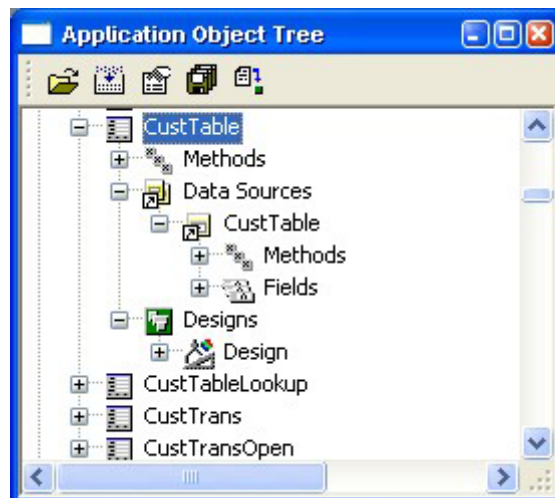 Application Object Tree
CustTable
Methods
Data Sources
CustTable
Methods
Fields
Designs
Design
CustTableLookup
CustTrans
CustTransOpen